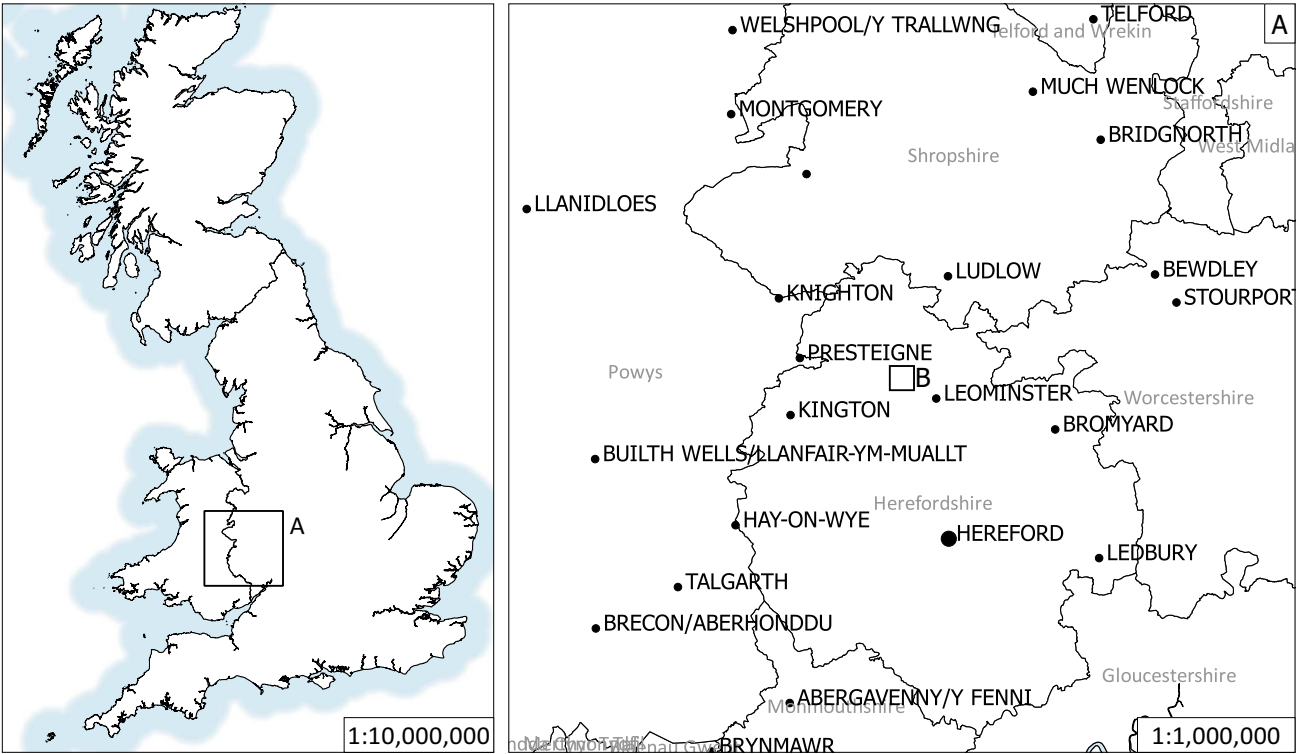 A
1:10,000,000
A
TELFORD
WELSHPOOL/Y TRALLWNG
Telford and Wrekin
MUCH WENLOCK
Staffordshire
MONTGOMERY
BRIDGNORTH
West Midla
Shropshire
LLANIDLOES
LUDLOW
BEWDLEY
KNIGHTON
STOURPORT
PRESTEIGNE
Powys
B
LEOMINSTER
Worcestershire
KINGTON
BROMYARD
BUILTH WELLS/LLANFAIR-YM-MUALLT
Herefordshire
HAY-ON-WYE
HEREFORD
LEDBURY
TALGARTH
BRECON/ABERHONDDU
Gloucestershire
ABERGAVENNY/Y FENNI
Monmouthshire
BRYNMAWR
1:1,000,000